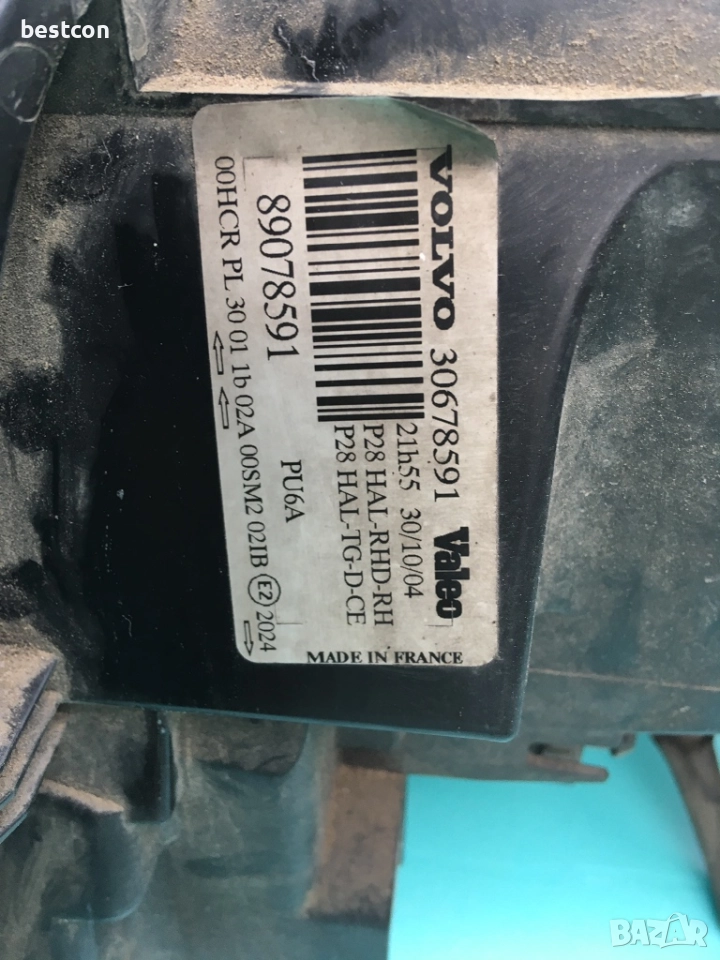 bestcon
VOLVO 30678591 Valeo
21h55 30/10/04
P28 HAL-RHD-RH
P28 HAL-TG-D-CE
89078591 PU6A
00HCR PL 30 01 1b 02A 00SM2 02IB E2 2024
MADE IN FRANCE
BAZAR